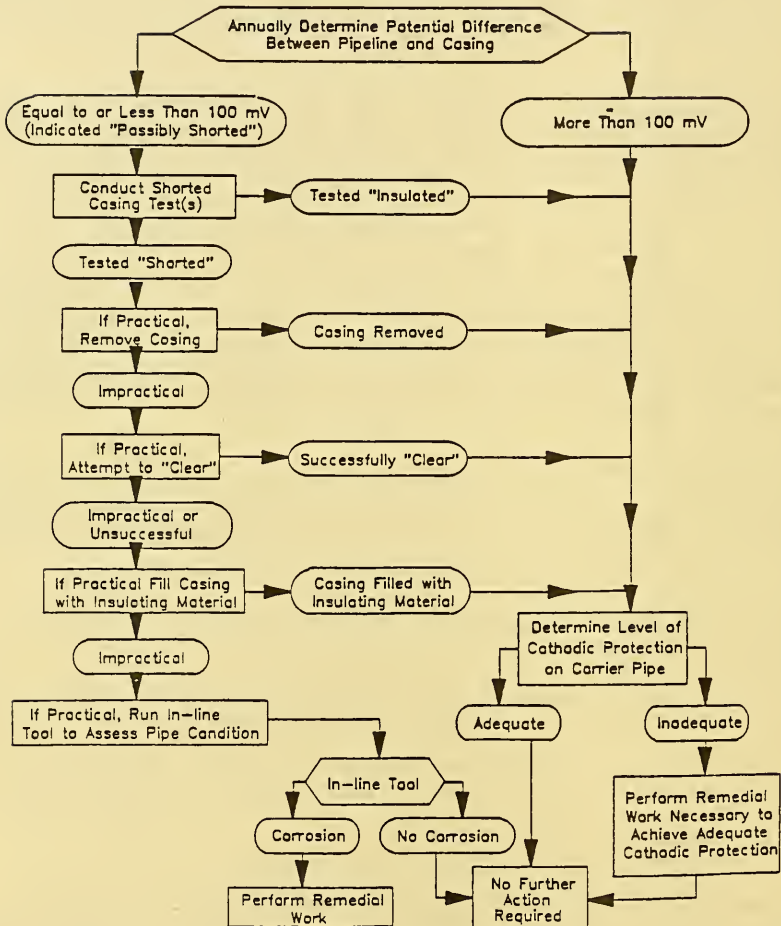 Annually Determine Potential Difference
Between Pipeline and Casing
Equal to or Less Than 100 mV
(Indicated "Passibly Shorted")
More Than 100 mV
Conduct Shorted
Casing Test(s)
Tested "Insulated"
Tested "Shorted"
If Practical,
Remove Casing
Casing Removed
Impractical
If Practical,
Attempt to "Clear"
Successfully "Clear"
Impractical or
Unsuccessful
If Practical Fill Casing
with Insulating Material
Casing Filled with
Insulating Material
Determine Level of
Cathodic Protection
on Carrier Pipe
Impractical
If Practical, Run In-line
Tool to Assess Pipe Condition
Adequate
Inadequate
In-line Tool
Corrosion
No Corrosion
Perform Remedial
Work Necessary to
Achieve Adequate
Cathodic Protection
Perform Remedial
Work
No Further
Action
Required